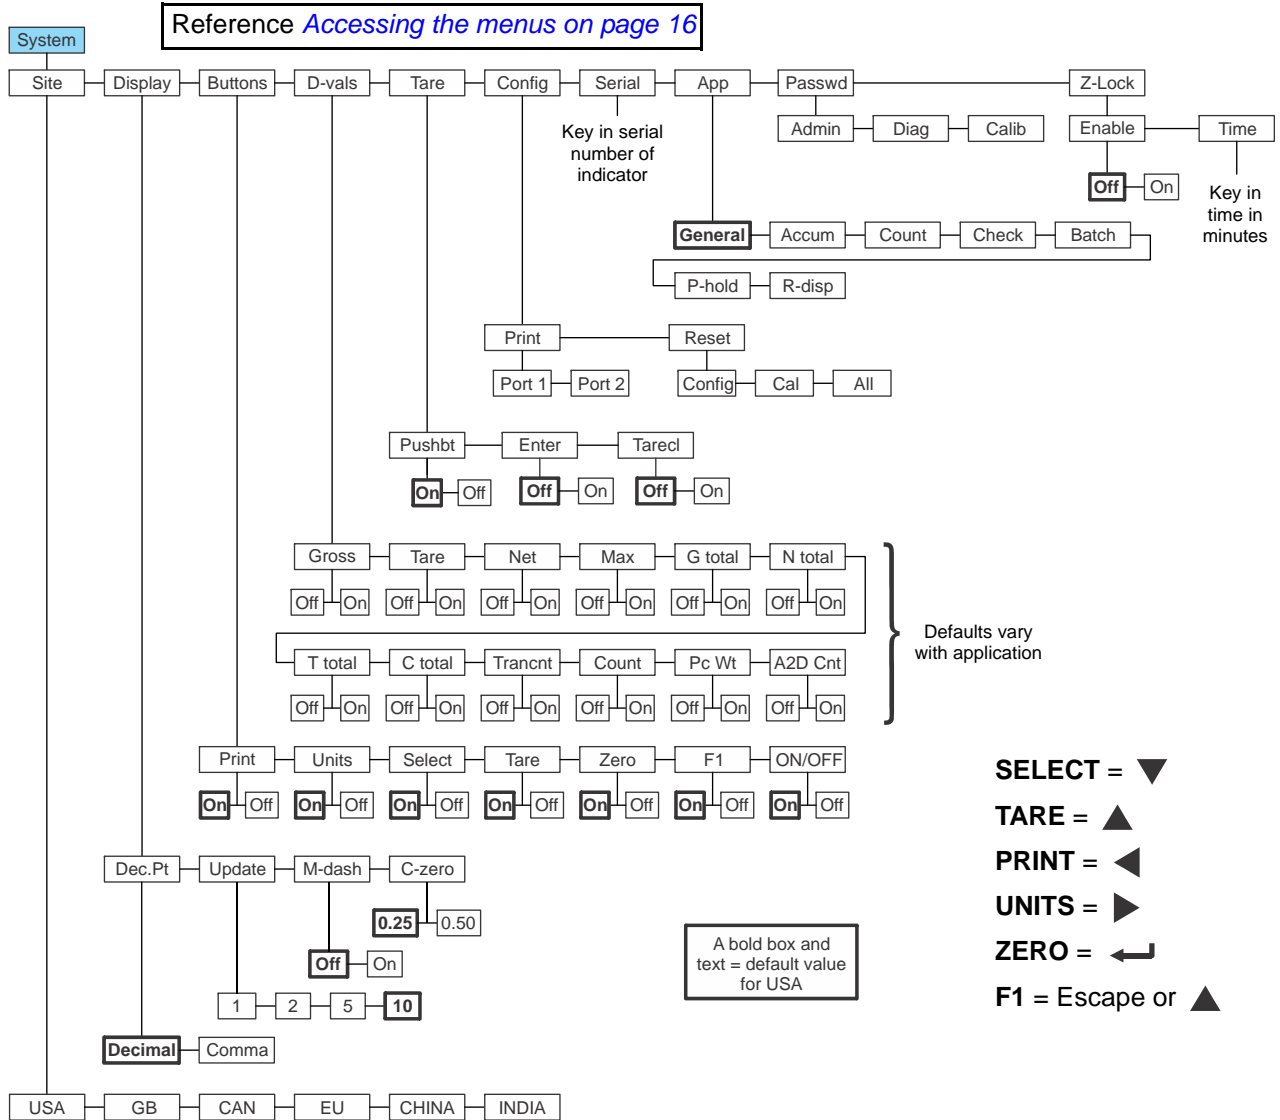 Reference Accessing the menus on page 16
System
Site Display Buttons D-vals Tare Config Serial App Passwd Z-Lock
Key in serial
number of
indicator
Admin Diag Calib
Enable Time
Off On
Key in
time in
minutes
General Accum Count Check Batch
P-hold R-disp
Print Reset
Port 1 Port 2 Config Cal All
Pushbt Enter Tarecl
On Off Off On Off On
Gross Tare Net Max G total N total
Off On Off On Off On Off On Off On Off On
T total C total Trancnt Count Pc Wt A2D Cnt
Off On Off On Off On Off On Off On Off On
Defaults vary
with application
Print Units Select Tare Zero F1 ON/OFF
On Off On Off On Off On Off On Off On Off On Off
Dec.Pt Update M-dash C-zero
0.25 0.50
Off On
1 2 5 10
Decimal Comma
USA GB CAN EU CHINA INDIA
A bold box and
text = default value
for USA
SELECT = ▼
TARE = ▲
PRINT = ◀
UNITS = ▶
ZERO = ↵
F1 = Escape or ▲